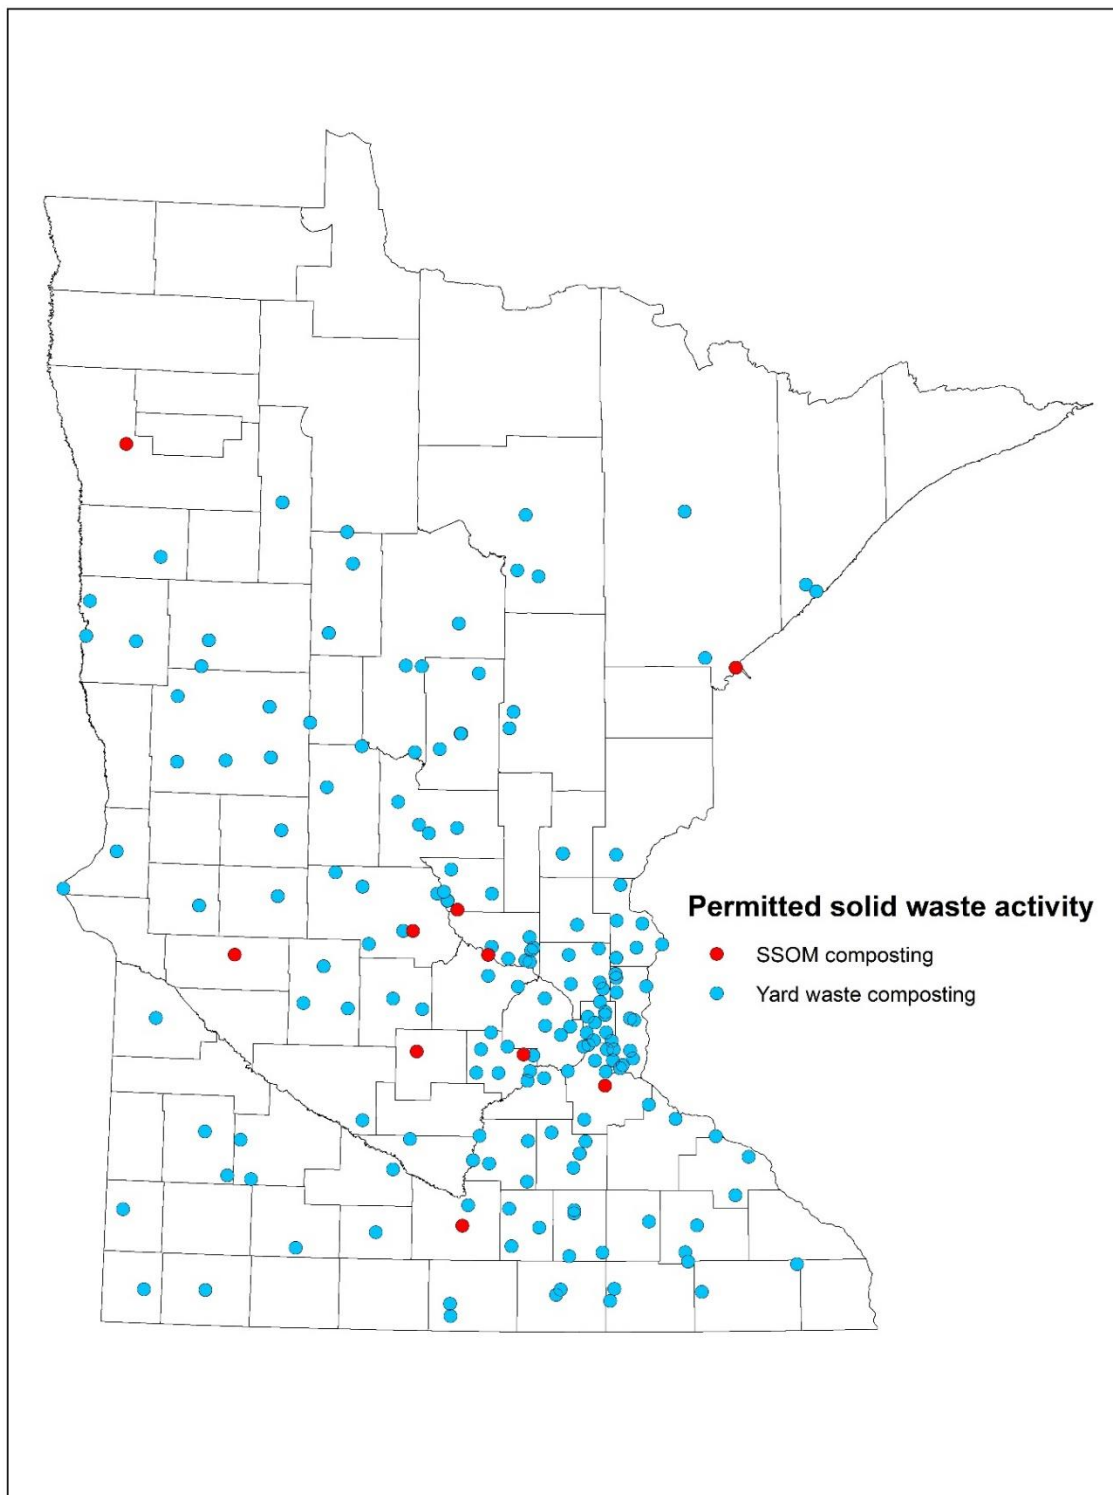 Permitted solid waste activity
SSOM composting
Yard waste composting